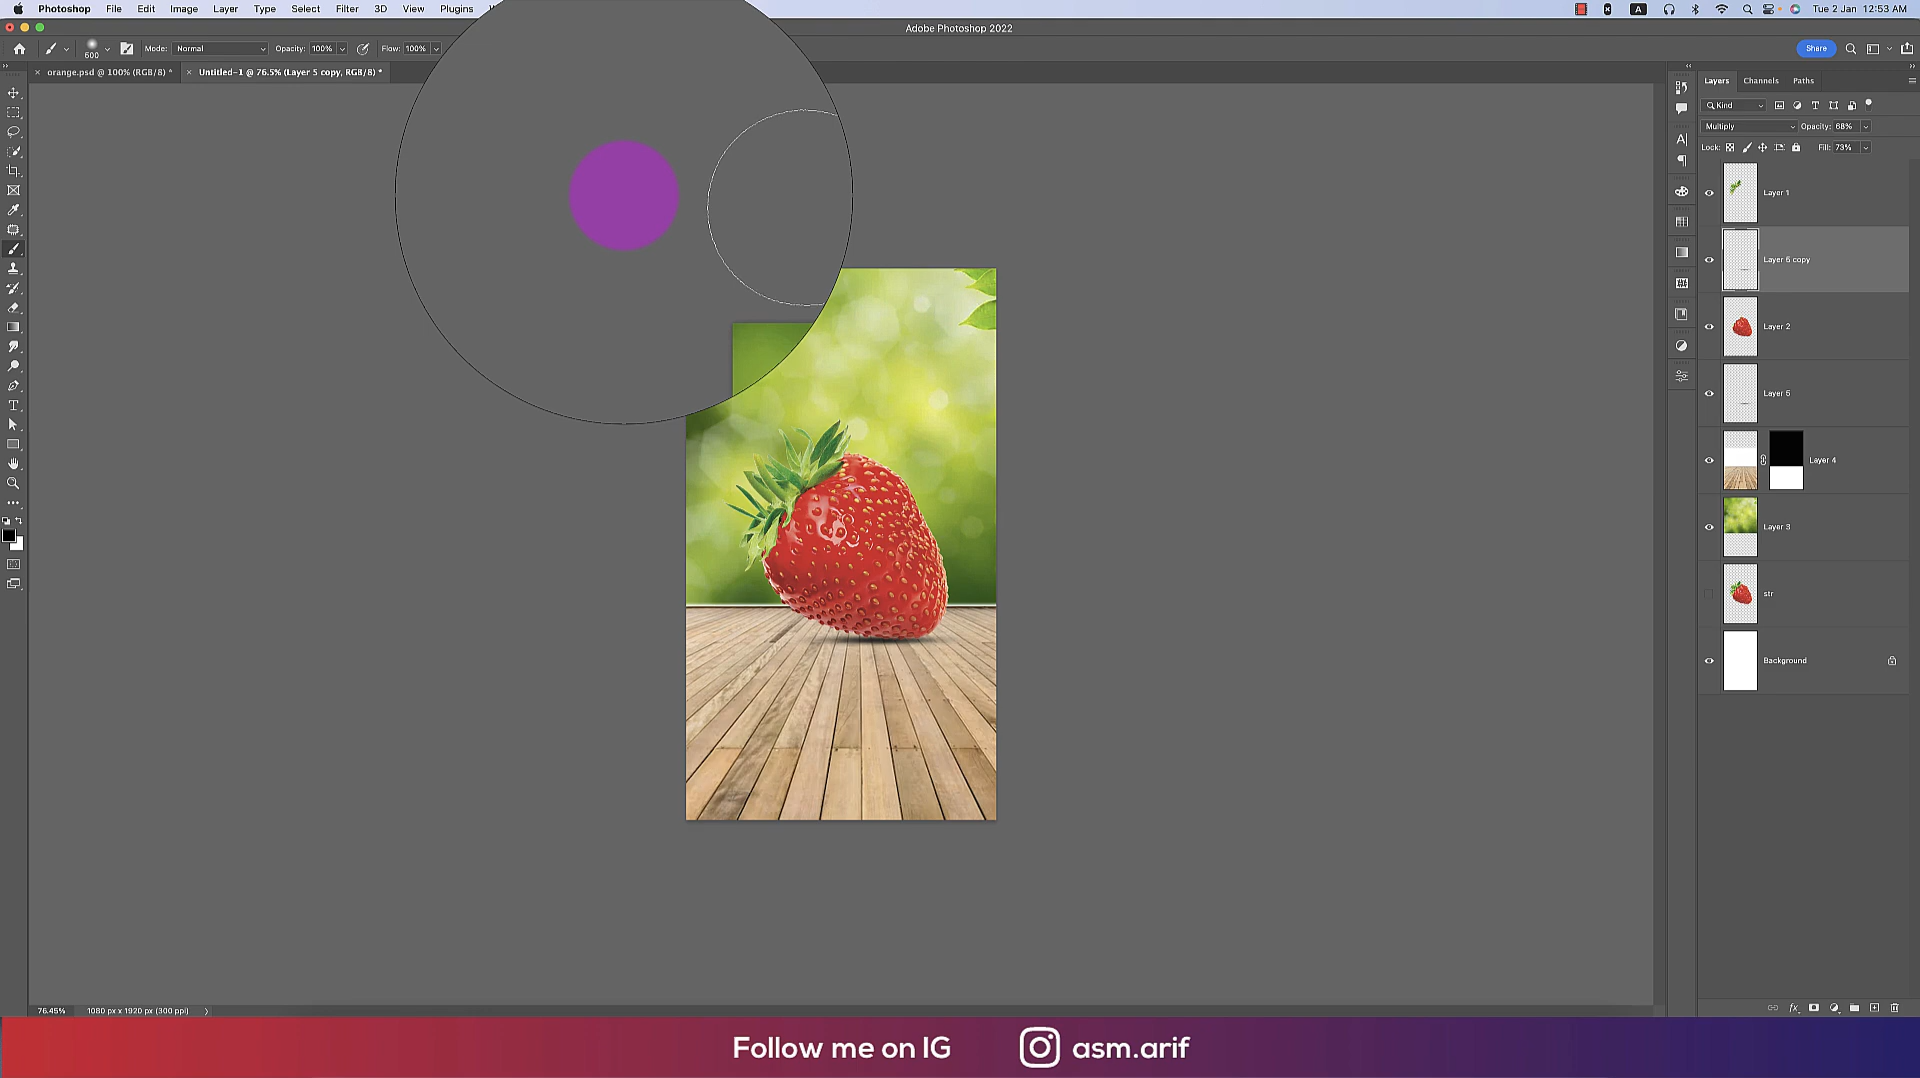 Photoshop File Edit Image Layer Type Select Filter 3D View Plugins
A Tue 2 Jan 12:53 AM
Adobe Photoshop 2022
500 Mode: Normal Opacity: 100% Flow: 100% Share
× orange.psd @ 100% (RGB/8) * × Untitled-1 @ 76.5% (Layer 5 copy, RGB/8) *
Layers Channels Paths
Kind
Multiply Opacity: 68%
Lock: Fill: 73%
Layer 1
Layer 5 copy
Layer 2
Layer 5
Layer 4
Layer 3
str
Background
76.45% 1080 px x 1920 px (300 ppi)
Follow me on IG asm.arif